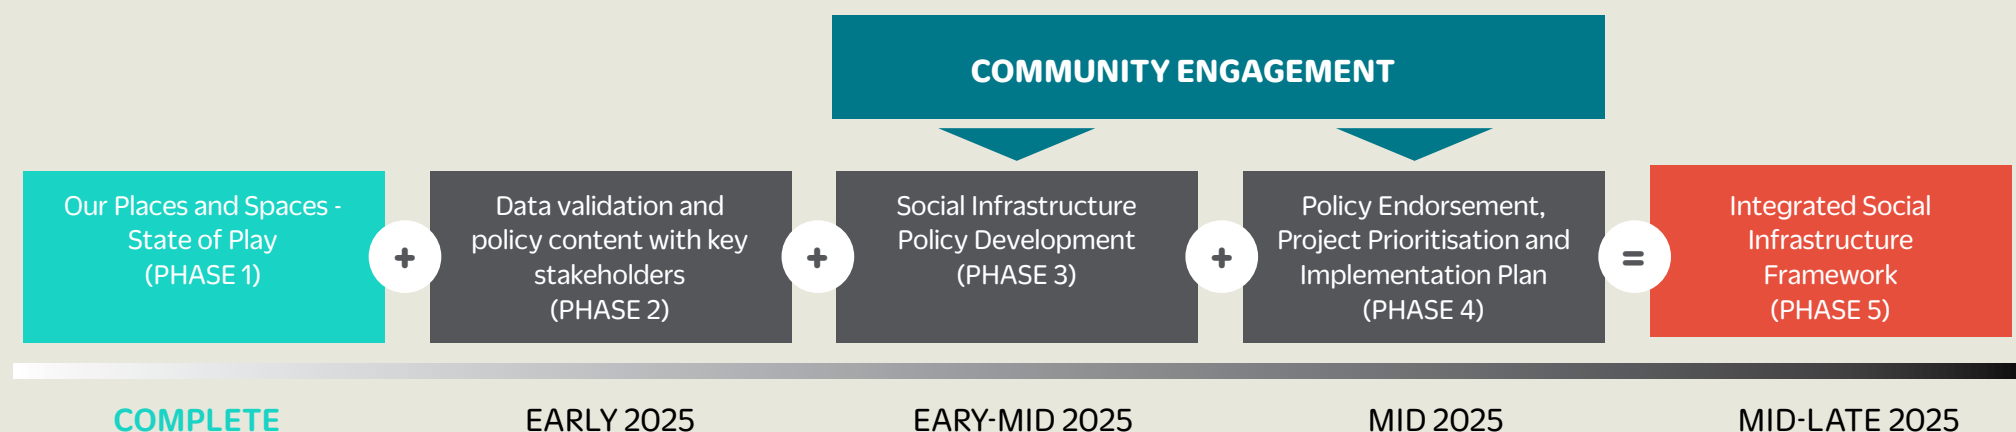 COMMUNITY ENGAGEMENT
Our Places and Spaces -
State of Play
(PHASE 1)
+
Data validation and
policy content with key
stakeholders
(PHASE 2)
+
Social Infrastructure
Policy Development
(PHASE 3)
+
Policy Endorsement,
Project Prioritisation and
Implementation Plan
(PHASE 4)
=
Integrated Social
Infrastructure
Framework
(PHASE 5)
COMPLETE
EARLY 2025
EARY-MID 2025
MID 2025
MID-LATE 2025